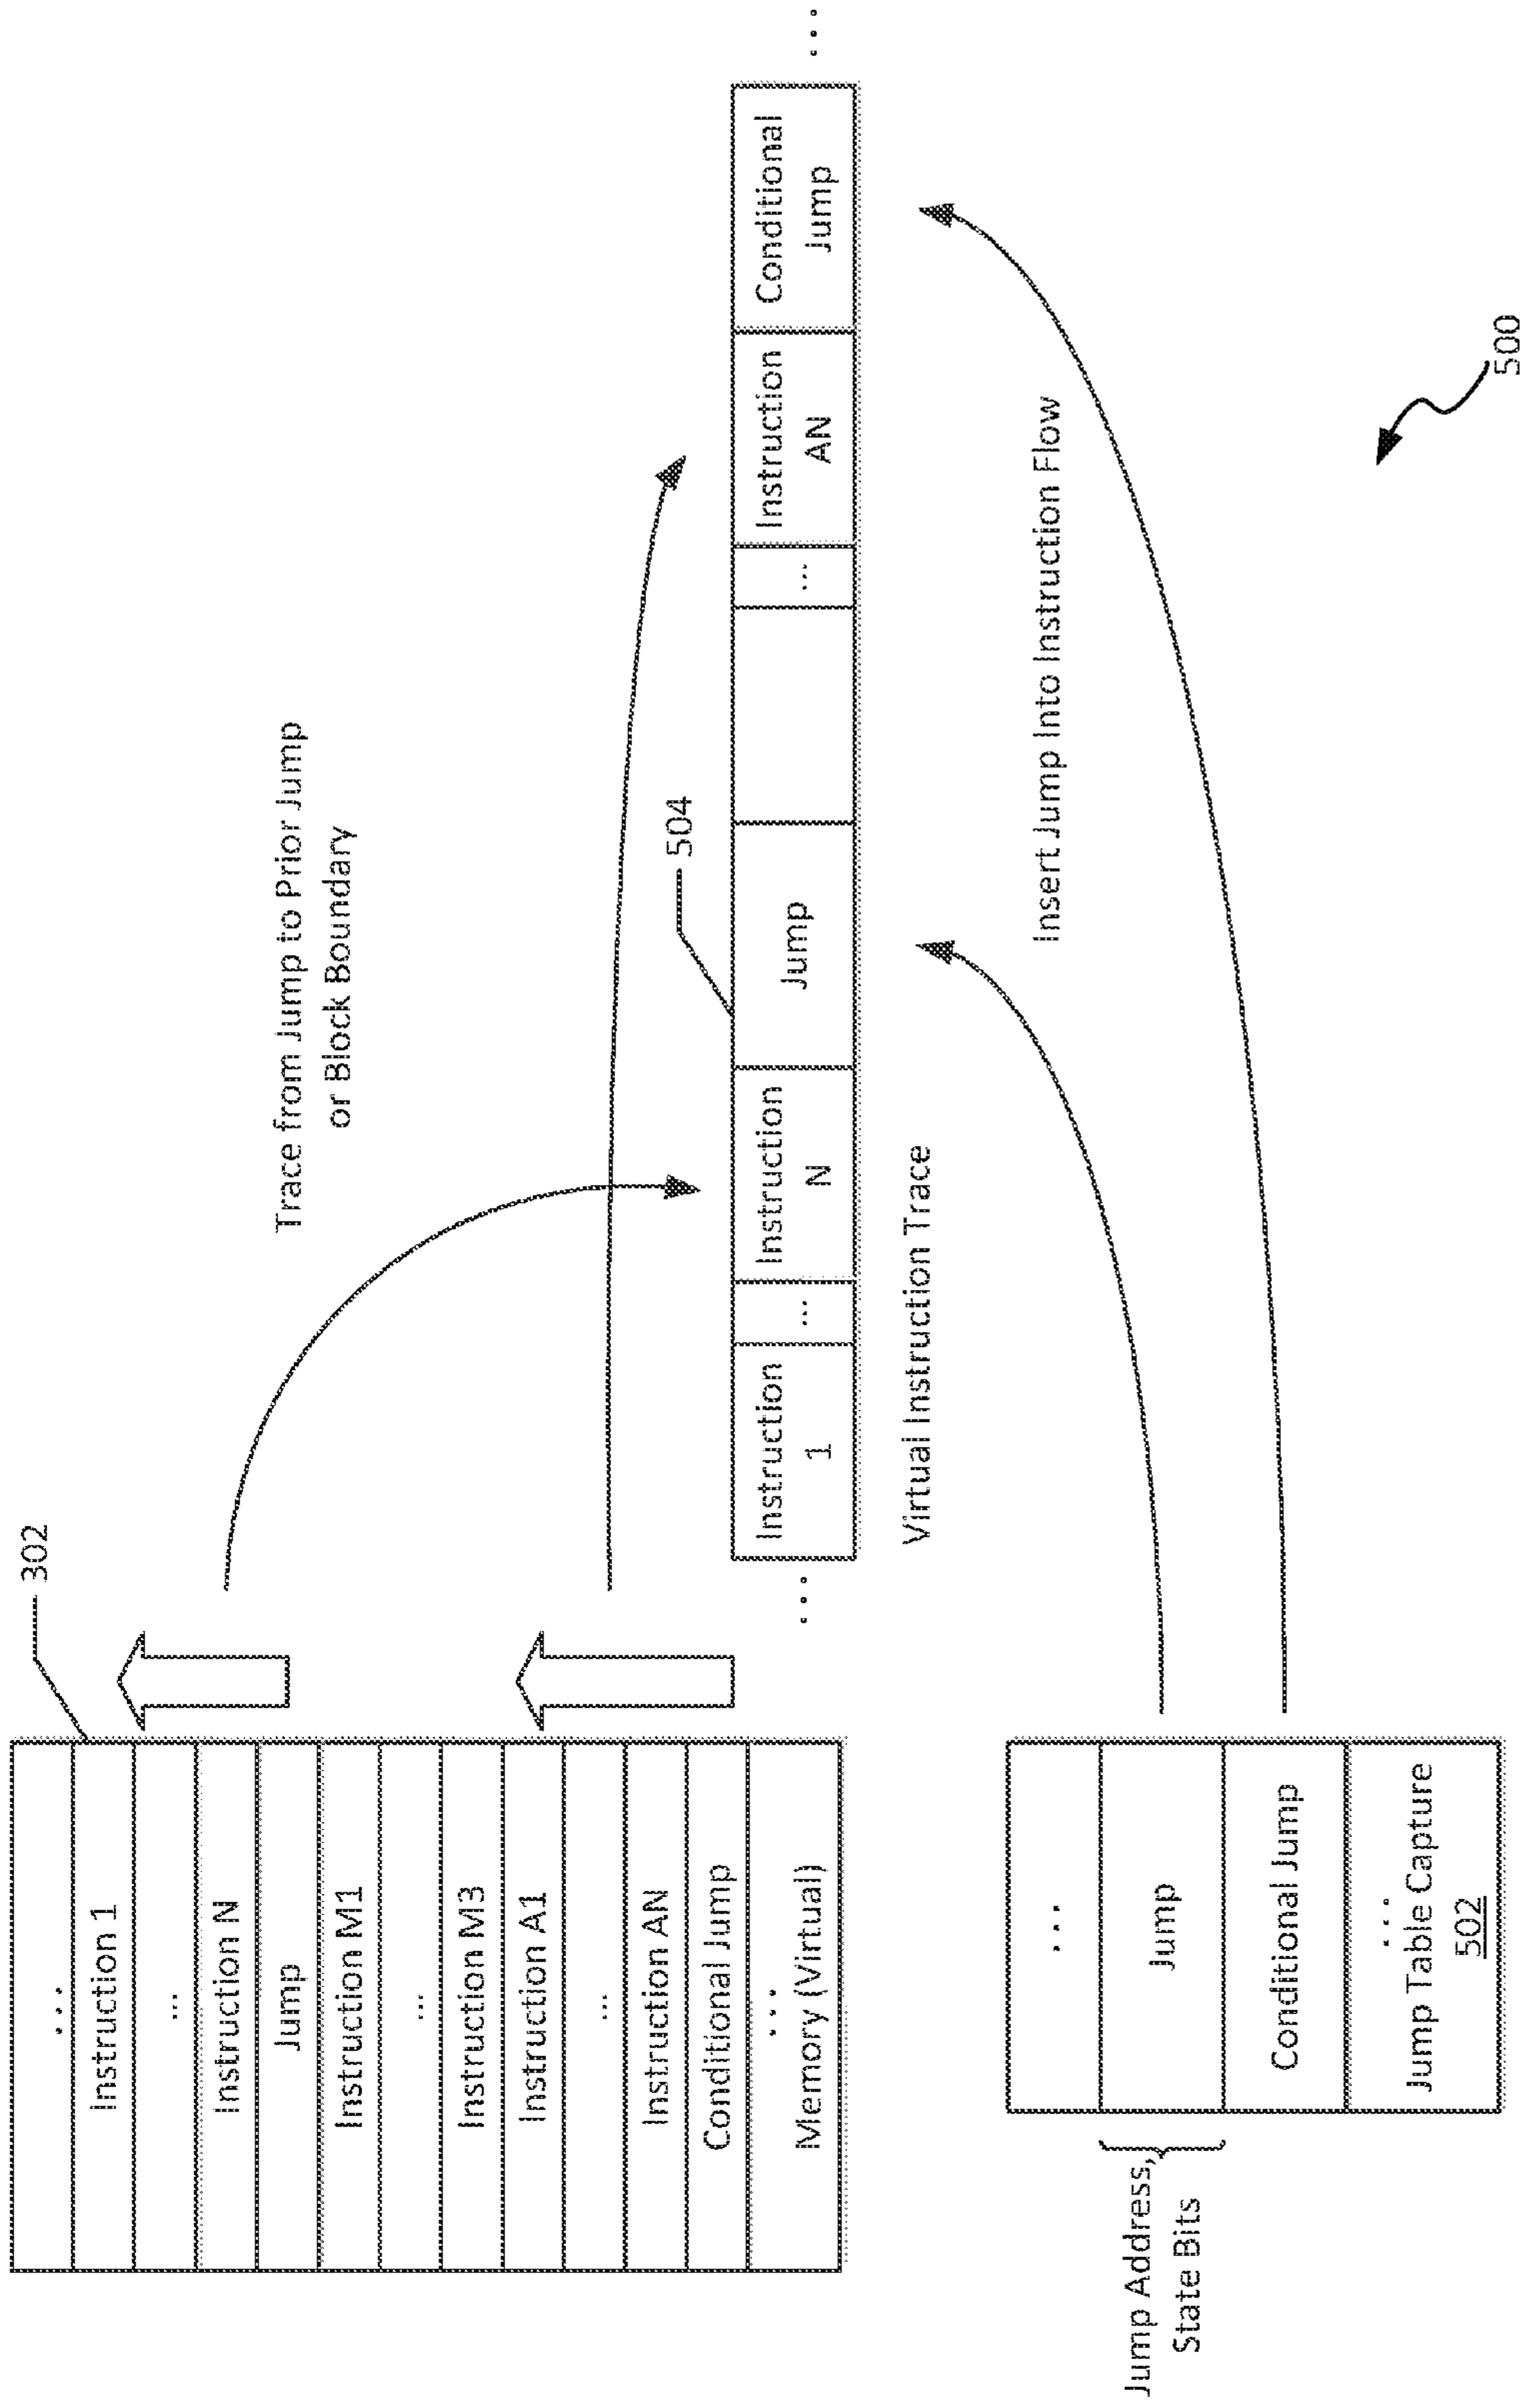 ...
Instruction 1
...
Instruction N
Jump
Instruction M1
...
Instruction M3
Instruction A1
...
Instruction AN
Conditional Jump
...
Memory (Virtual)
302
Trace from Jump to Prior Jump
or Block Boundary
504
...
Instruction
1
...
Instruction
N
Jump
...
Instruction
AN
Conditional
Jump
...
Virtual Instruction Trace
Insert Jump Into Instruction Flow
Jump Address,
State Bits
...
Jump
Conditional Jump
...
Jump Table Capture
502
500